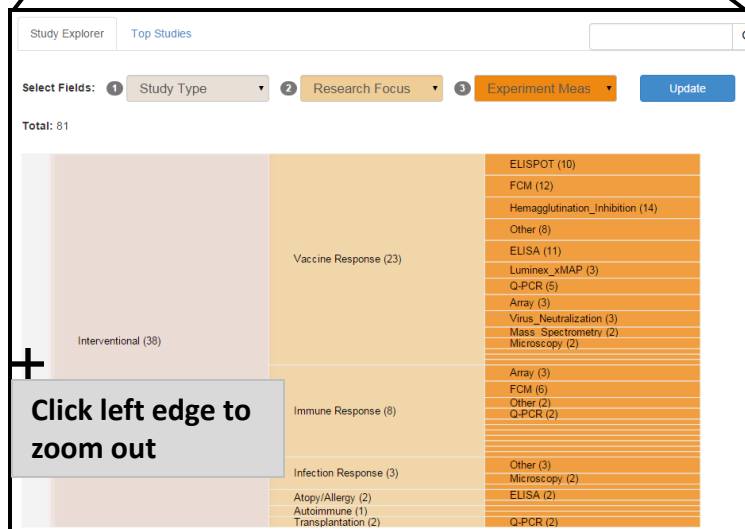 Study Explorer Top Studies
Select Fields: 1 Study Type 2 Research Focus 3 Experiment Meas Update
Total: 81
Interventional (38)
Vaccine Response (23)
ELISPOT (10)
FCM (12)
Hemagglutination_Inhibition (14)
Other (8)
ELISA (11)
Luminex_xMAP (3)
Q-PCR (5)
Array (3)
Virus_Neutralization (3)
Mass_Spectrometry (2)
Microscopy (2)
Immune Response (8)
Array (3)
FCM (6)
Other (2)
Q-PCR (2)
Infection Response (3)
Other (3)
Microscopy (2)
Atopy/Allergy (2)
ELISA (2)
Autoimmune (1)
Transplantation (2)
Q-PCR (2)
Click left edge to
zoom out